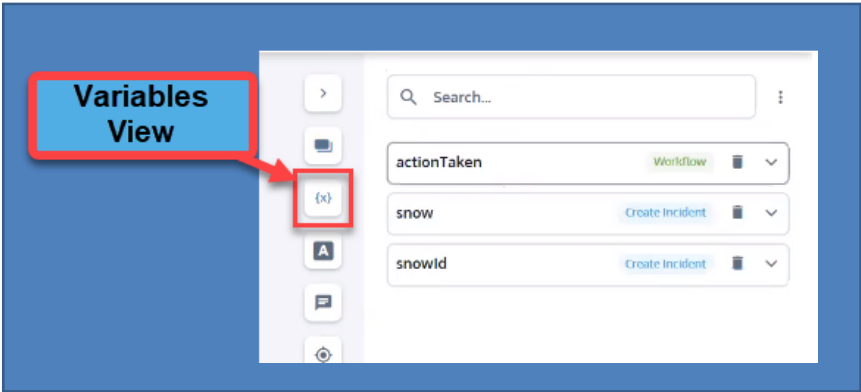 Variables
View
Search...
actionTaken Workflow
{x}
snow Create Incident
A
snowId Create Incident